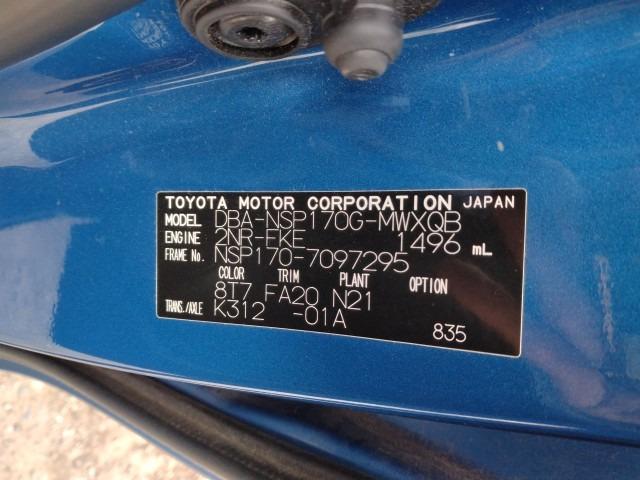 TOYOTA MOTOR CORPORATION JAPAN
MODEL DBA-NSP170G-MWXQB
ENGINE 2NR-FKE 1496 mL
FRAME No. NSP170-7097295
COLOR TRIM PLANT OPTION
8T7 FA20 N21
TRANS./AXLE K312 -01A
835